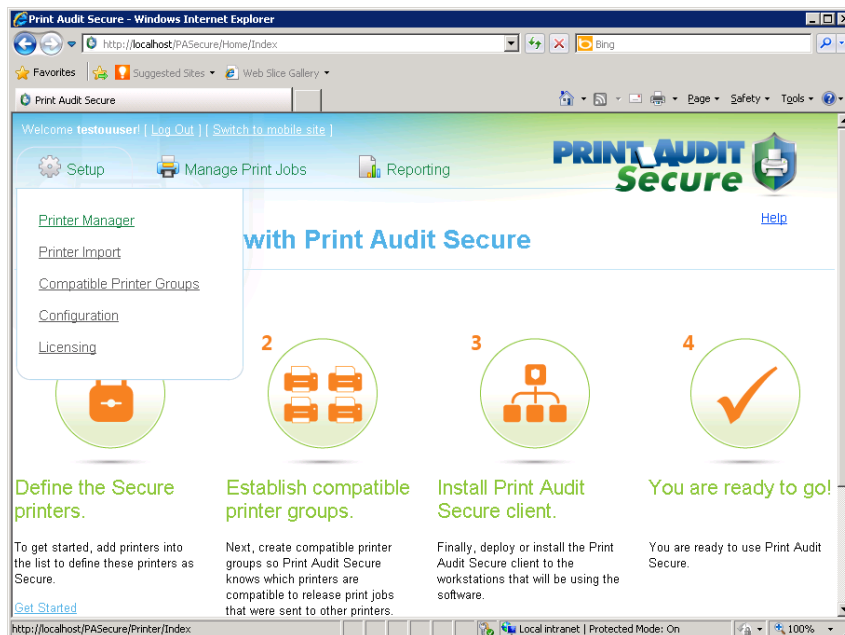 Print Audit Secure - Windows Internet Explorer
http://localhost/PASecure/Home/Index
Bing
Favorites
Suggested Sites
Web Slice Gallery
Print Audit Secure
Page
Safety
Tools
Welcome testouuser! [ Log Out ] [ Switch to mobile site ]
Setup
Manage Print Jobs
Reporting
PRINT AUDIT
Secure
Help
Printer Manager
Printer Import
Compatible Printer Groups
Configuration
Licensing
with Print Audit Secure
2
3
4
Define the Secure
printers.
To get started, add printers into
the list to define these printers as
Secure.
Get Started
Establish compatible
printer groups.
Next, create compatible printer
groups so Print Audit Secure
knows which printers are
compatible to release print jobs
that were sent to other printers.
Install Print Audit
Secure client.
Finally, deploy or install the Print
Audit Secure client to the
workstations that will be using the
software.
You are ready to go!
You are ready to use Print Audit
Secure.
http://localhost/PASecure/Printer/Index
Local intranet | Protected Mode: On
100%